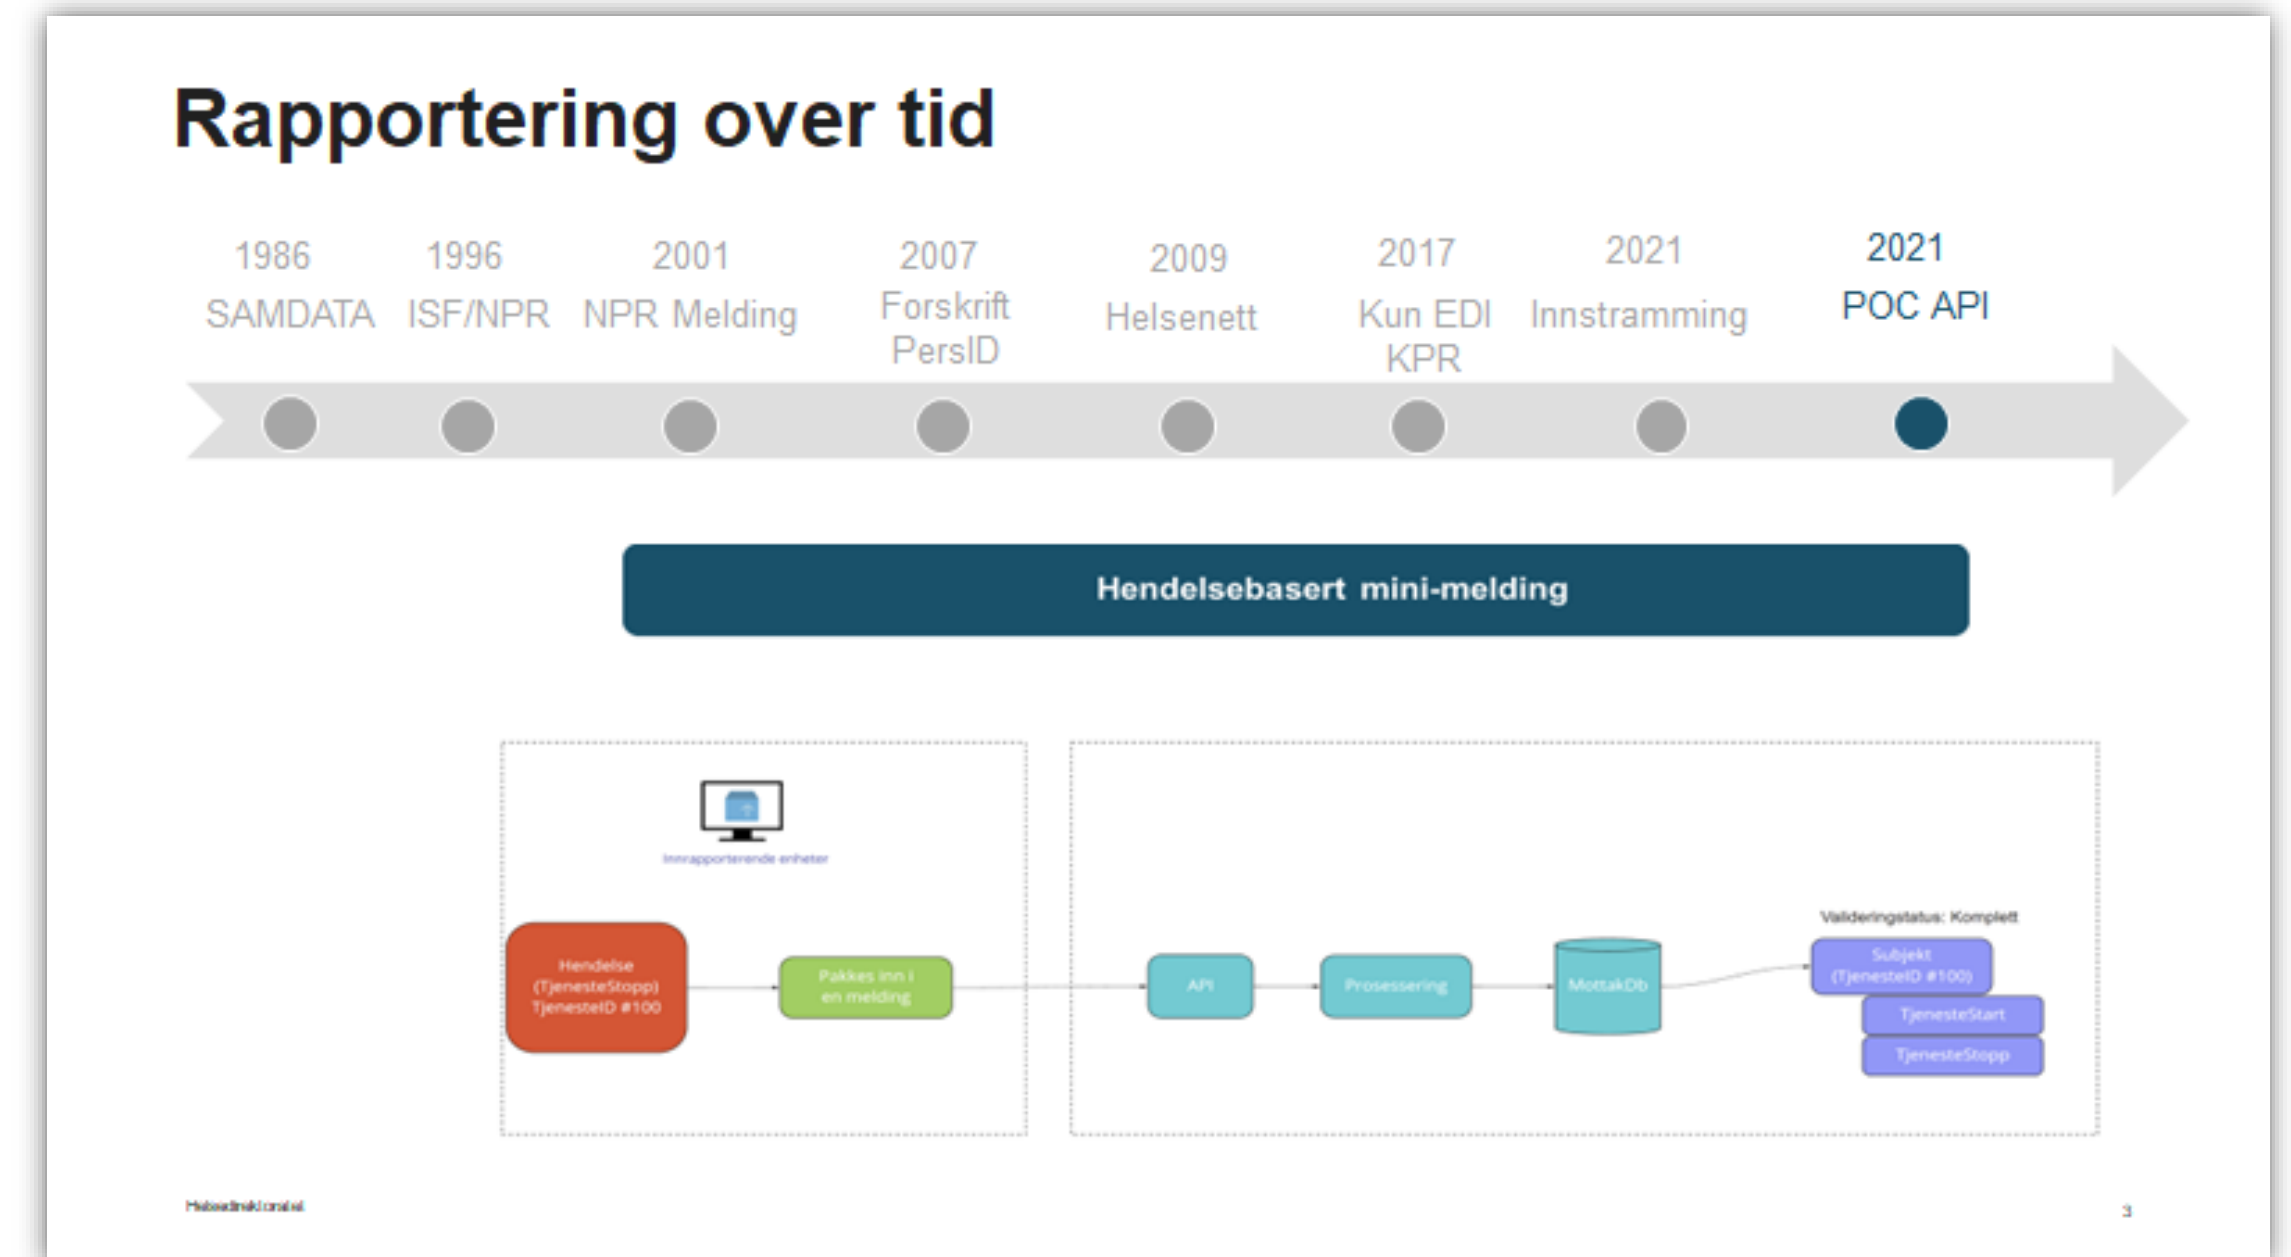 Rapportering over tid
1986
1996
2001
2007
2009
2017
2021
2021
SAMDATA
ISF/NPR
NPR Melding
Forskrift
PersID
Helsenett
Kun EDI
KPR
Innstramming
POC API
Hendelsebasert mini-melding
Innrapporterende enheter
Hendelse
(TjenesteStopp)
TjenesteID #100
Pakkes inn i
en melding
API
Prosessering
MottakDb
Valideringstatus: Komplett
Subjekt
(TjenesteID #100)
TjenesteStart
TjenesteStopp
Helsedirektoratet
3